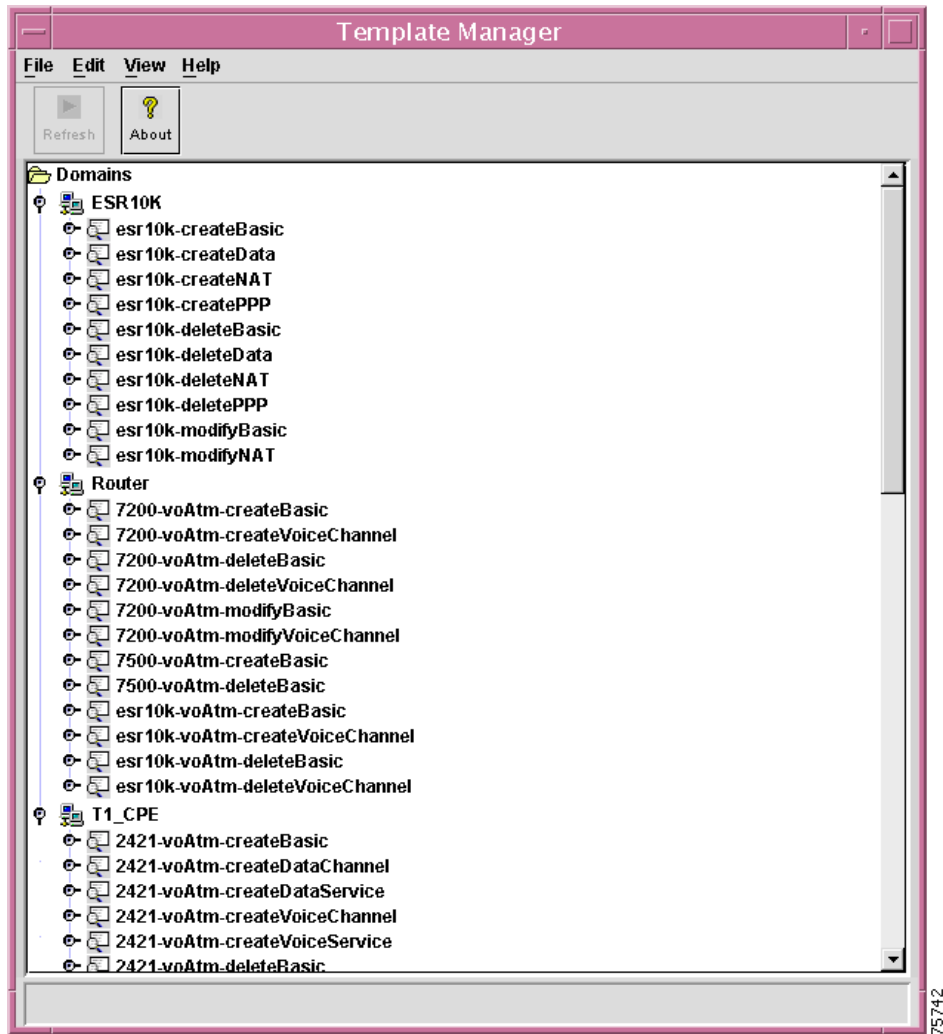 Template Manager
File Edit View Help
Refresh About
Domains
ESR10K
esr10k-createBasic
esr10k-createData
esr10k-createNAT
esr10k-createPPP
esr10k-deleteBasic
esr10k-deleteData
esr10k-deleteNAT
esr10k-deletePPP
esr10k-modifyBasic
esr10k-modifyNAT
Router
7200-voAtm-createBasic
7200-voAtm-createVoiceChannel
7200-voAtm-deleteBasic
7200-voAtm-deleteVoiceChannel
7200-voAtm-modifyBasic
7200-voAtm-modifyVoiceChannel
7500-voAtm-createBasic
7500-voAtm-deleteBasic
esr10k-voAtm-createBasic
esr10k-voAtm-createVoiceChannel
esr10k-voAtm-deleteBasic
esr10k-voAtm-deleteVoiceChannel
T1_CPE
2421-voAtm-createBasic
2421-voAtm-createDataChannel
2421-voAtm-createDataService
2421-voAtm-createVoiceChannel
2421-voAtm-createVoiceService
2421-voAtm-deleteBasic
75742